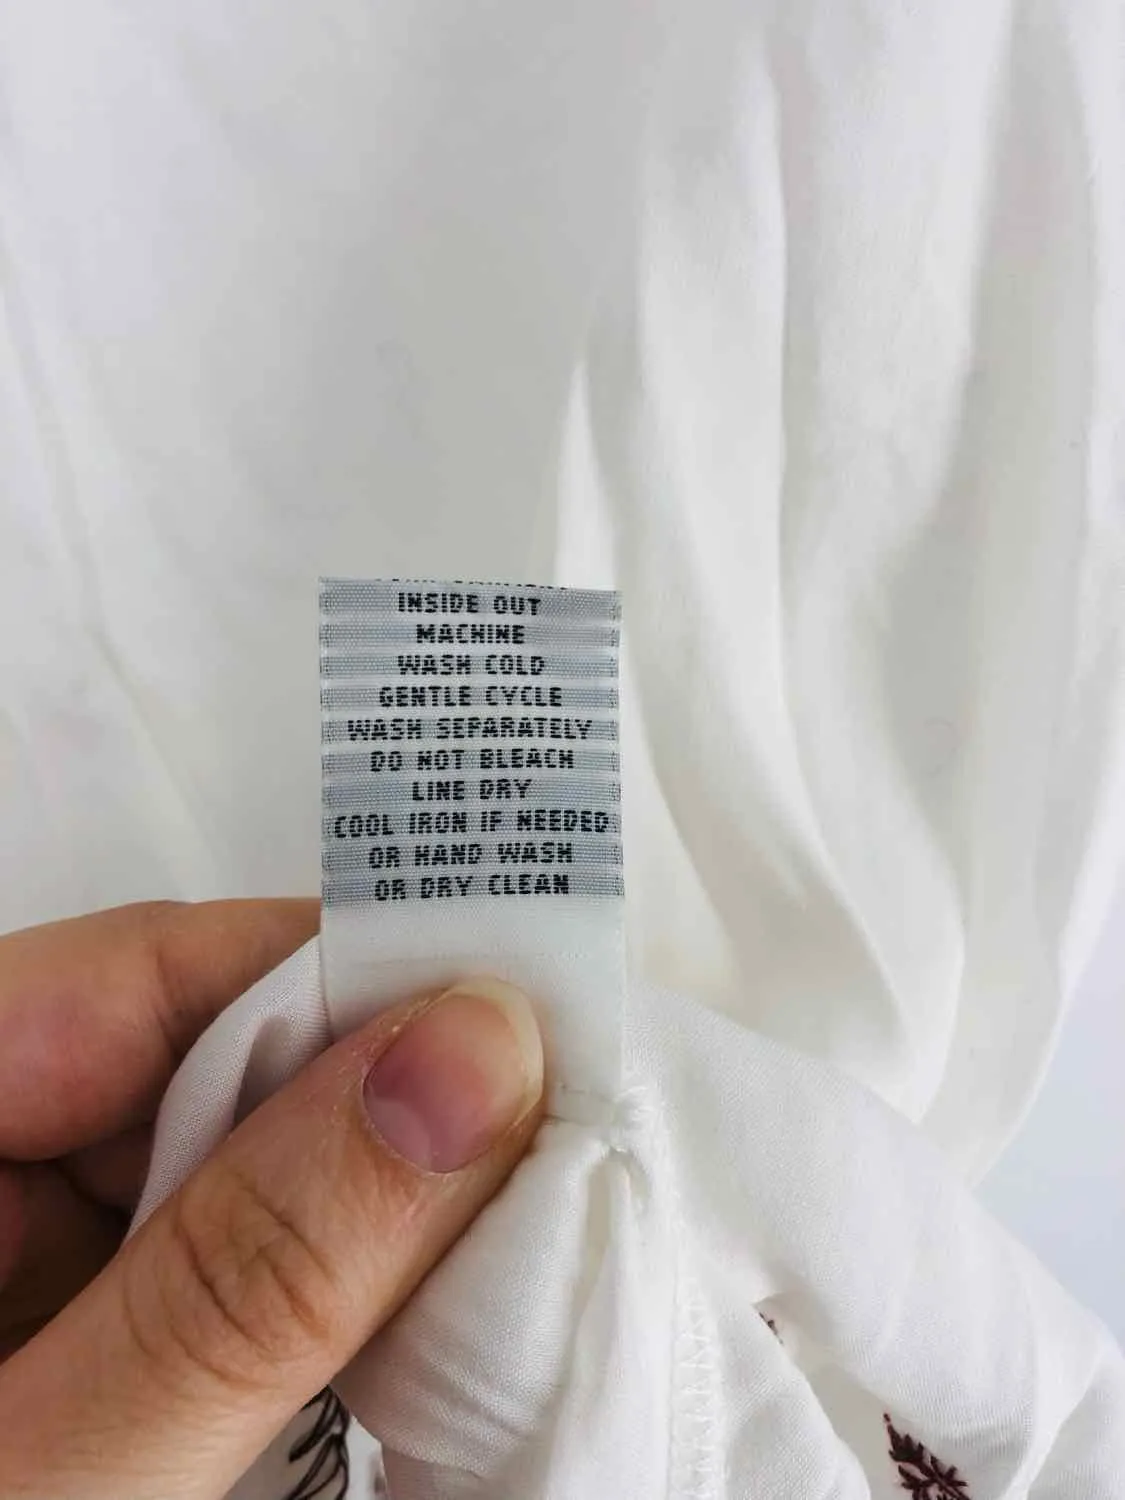 INSIDE OUT
MACHINE
WASH COLD
GENTLE CYCLE
WASH SEPARATELY
DO NOT BLEACH
LINE DRY
COOL IRON IF NEEDED
OR HAND WASH
OR DRY CLEAN